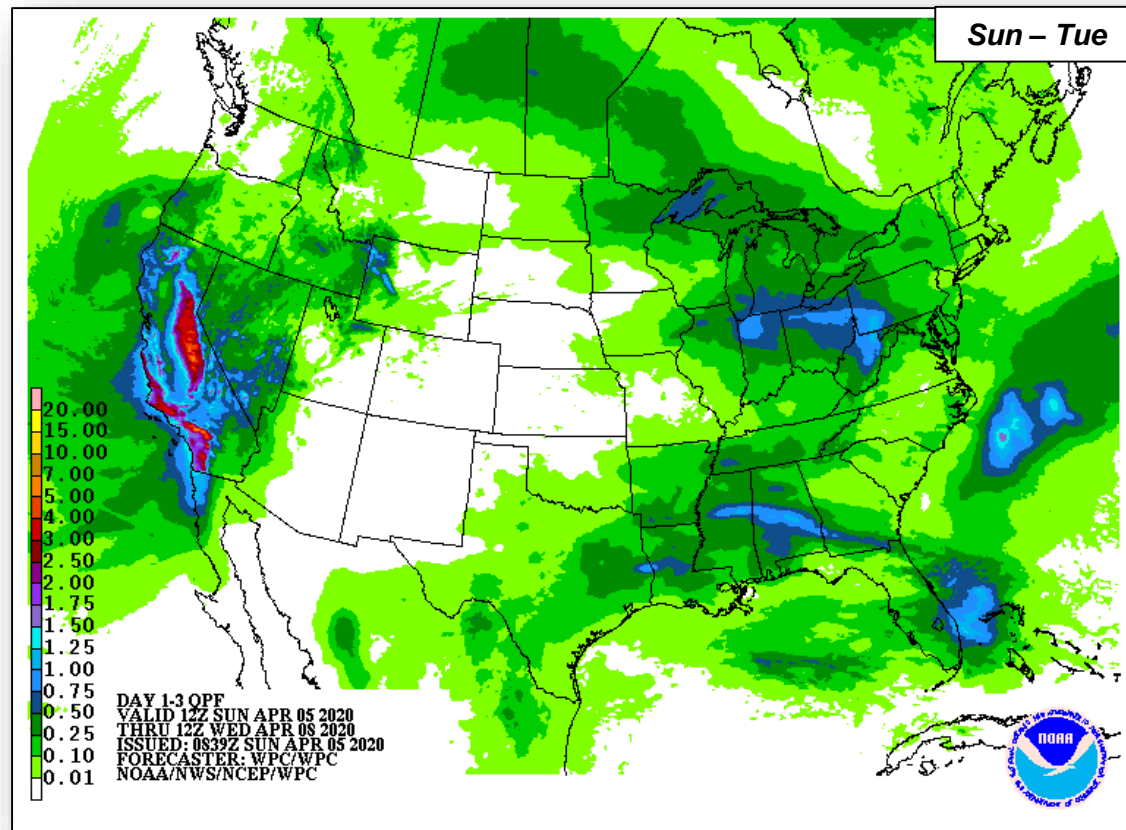 Sun – Tue
20.00
15.00
10.00
7.00
5.00
4.00
3.00
2.50
2.00
1.75
1.50
1.25
1.00
0.75
0.50
0.25
0.10
0.01
DAY 1-3 QPF
VALID 12Z SUN APR 05 2020
THRU 12Z WED APR 08 2020
ISSUED: 0839Z SUN APR 05 2020
FORECASTER: WPC/WPC
NOAA/NWS/NCEP/WPC
NOAA